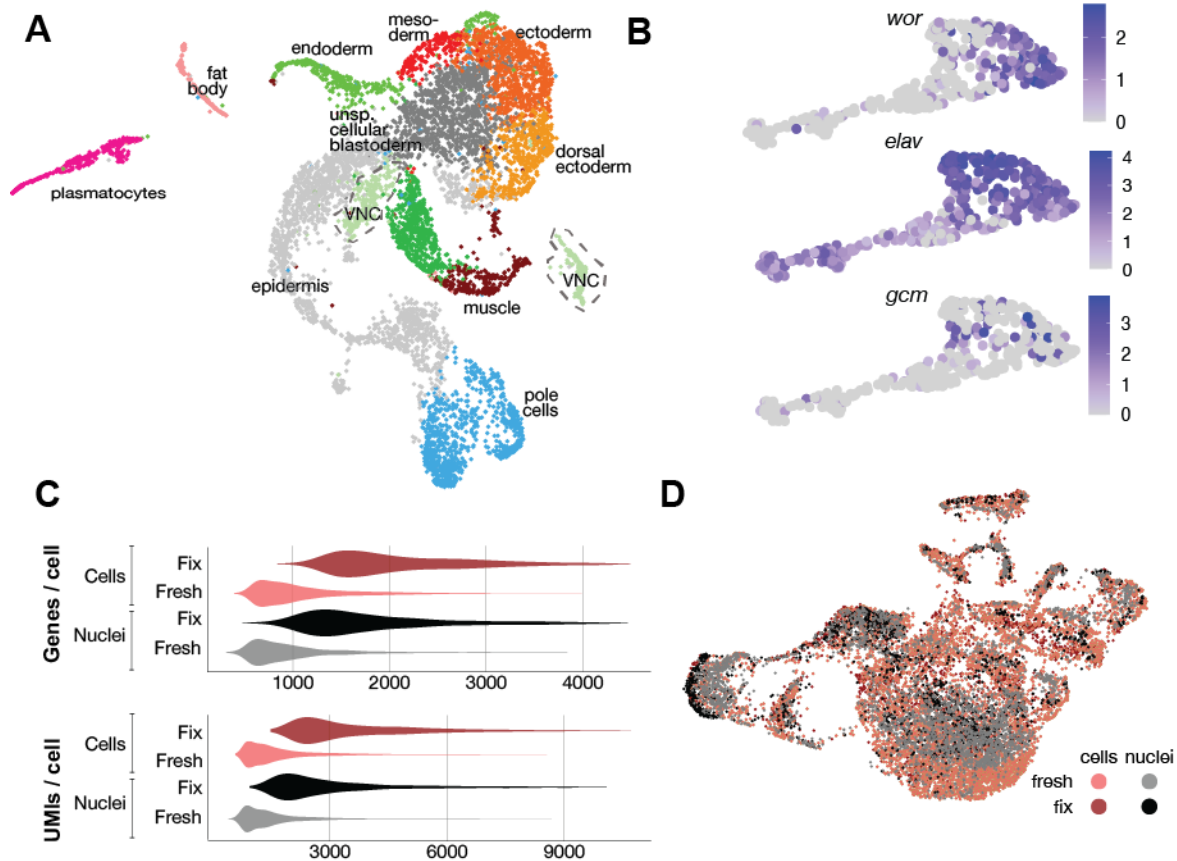 A
meso-
derm
ectoderm
endoderm
fat
body
unsp.
cellular
blastoderm
dorsal
ectoderm
plasmatocytes
VNC
VNC
epidermis
muscle
pole
cells
B
wor
2
1
0
elav
4
3
2
1
0
gcm
3
2
1
0
C
Genes / cell
Cells
Fix
Fresh
Nuclei
Fix
Fresh
1000 2000 3000 4000
UMIs / cell
Cells
Fix
Fresh
Nuclei
Fix
Fresh
3000 6000 9000
D
cells nuclei
fresh
fix